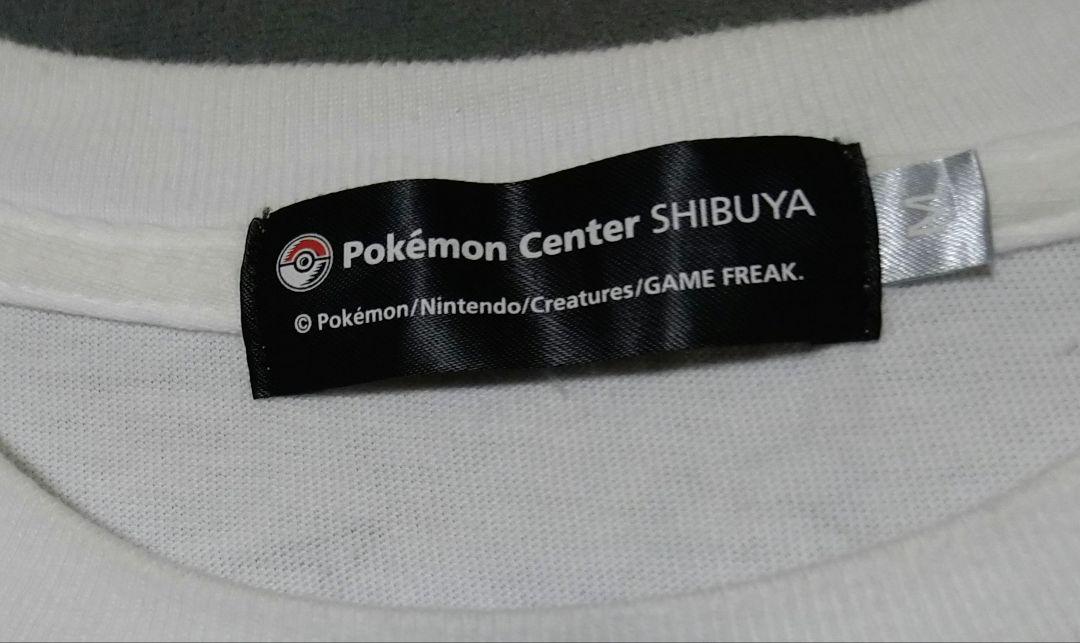 Pokémon Center SHIBUYA
© Pokémon/Nintendo/Creatures/GAME FREAK.
M